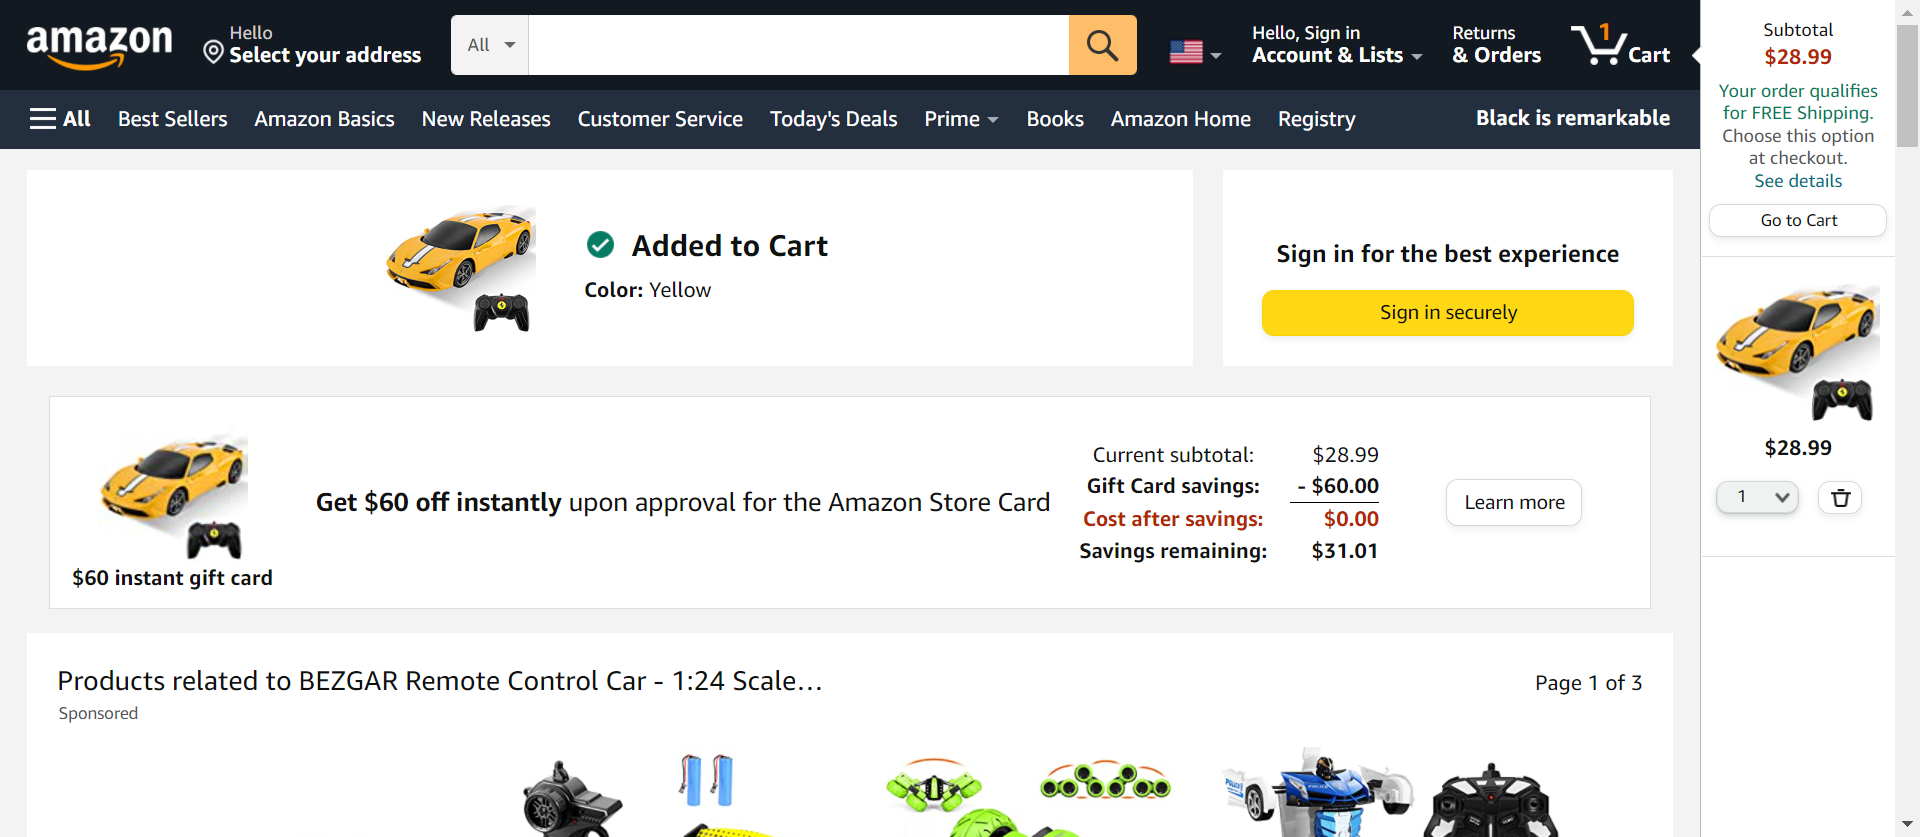 amazon
Hello
Select your address
All
Hello, Sign in
Account & Lists
Returns
& Orders
1
Cart
All
Best Sellers
Amazon Basics
New Releases
Customer Service
Today's Deals
Prime
Books
Amazon Home
Registry
Black is remarkable
Subtotal
$28.99
Your order qualifies
for FREE Shipping.
Choose this option
at checkout.
See details
Go to Cart
$28.99
1
Added to Cart
Color: Yellow
Sign in for the best experience
Sign in securely
$60 instant gift card
Get $60 off instantly upon approval for the Amazon Store Card
Current subtotal: $28.99
Gift Card savings: - $60.00
Cost after savings: $0.00
Savings remaining: $31.01
Learn more
Products related to BEZGAR Remote Control Car - 1:24 Scale…
Page 1 of 3
Sponsored
POLICE